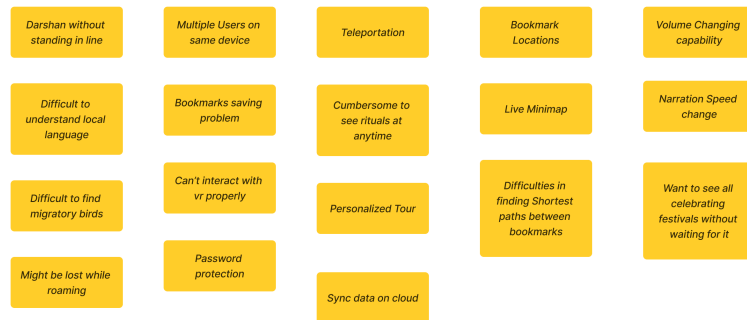 Darshan without
standing in line
Multiple Users on
same device
Teleportation
Bookmark
Locations
Volume Changing
capability
Difficult to
understand local
language
Bookmarks saving
problem
Cumbersome to
see rituals at
anytime
Live Minimap
Narration Speed
change
Difficult to find
migratory birds
Can't interact with
vr properly
Personalized Tour
Difficulties in
finding Shortest
paths between
bookmarks
Want to see all
celebrating
festivals without
waiting for it
Might be lost while
roaming
Password
protection
Sync data on cloud